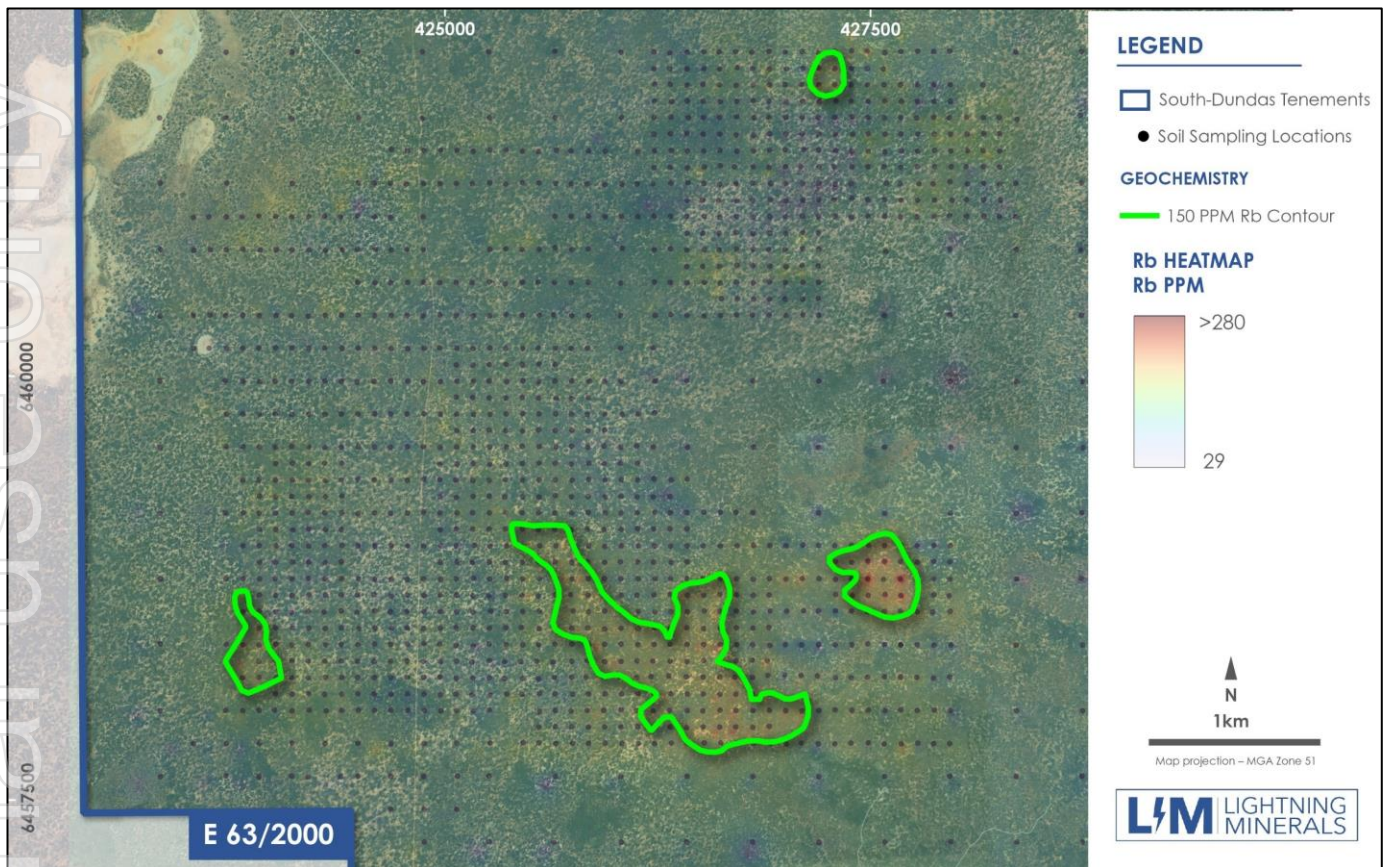 425000
427500
6460000
6457500
E 63/2000
LEGEND
South-Dundas Tenements
Soil Sampling Locations
GEOCHEMISTRY
150 PPM Rb Contour
Rb HEATMAP
Rb PPM
>280
29
N
1km
Map projection – MGA Zone 51
LM LIGHTNING
MINERALS